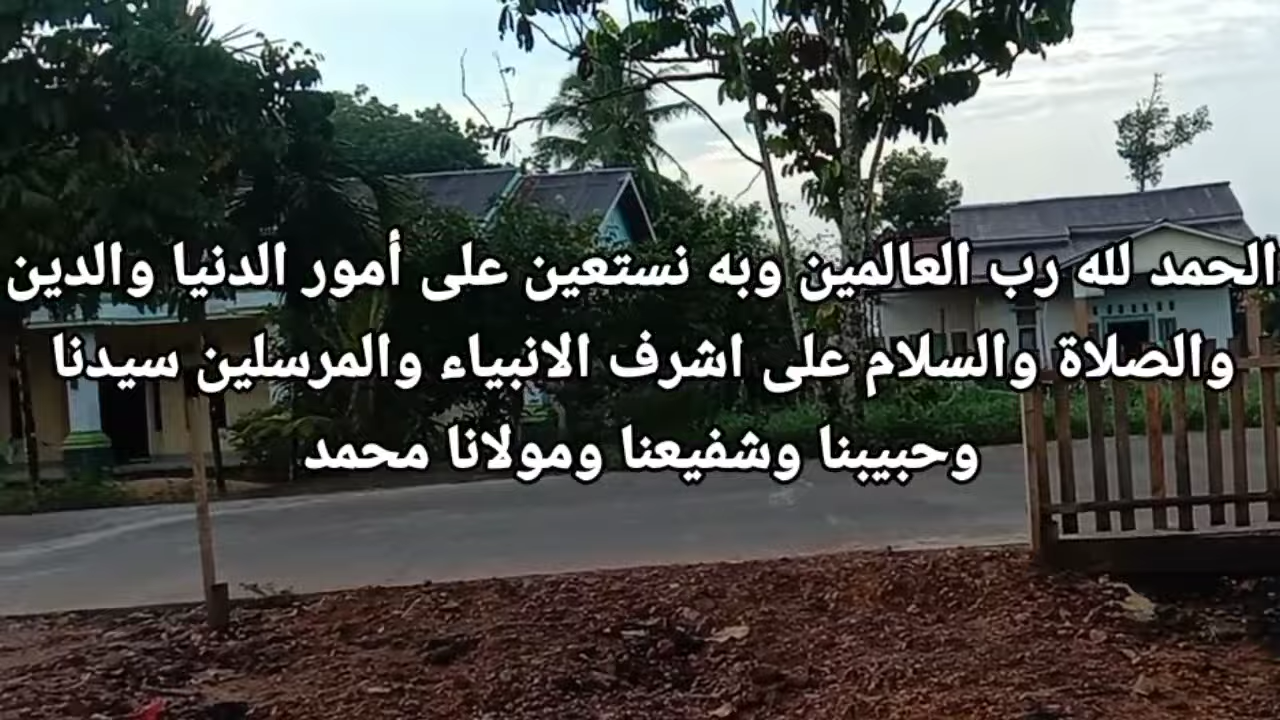 الحمد لله رب العالمين وبه نستعين على أمور الدنيا والدين
والصلاة والسلام على اشرف الانبياء والمرسلين سيدنا
وحبيبنا وشفيعنا ومولانا محمد